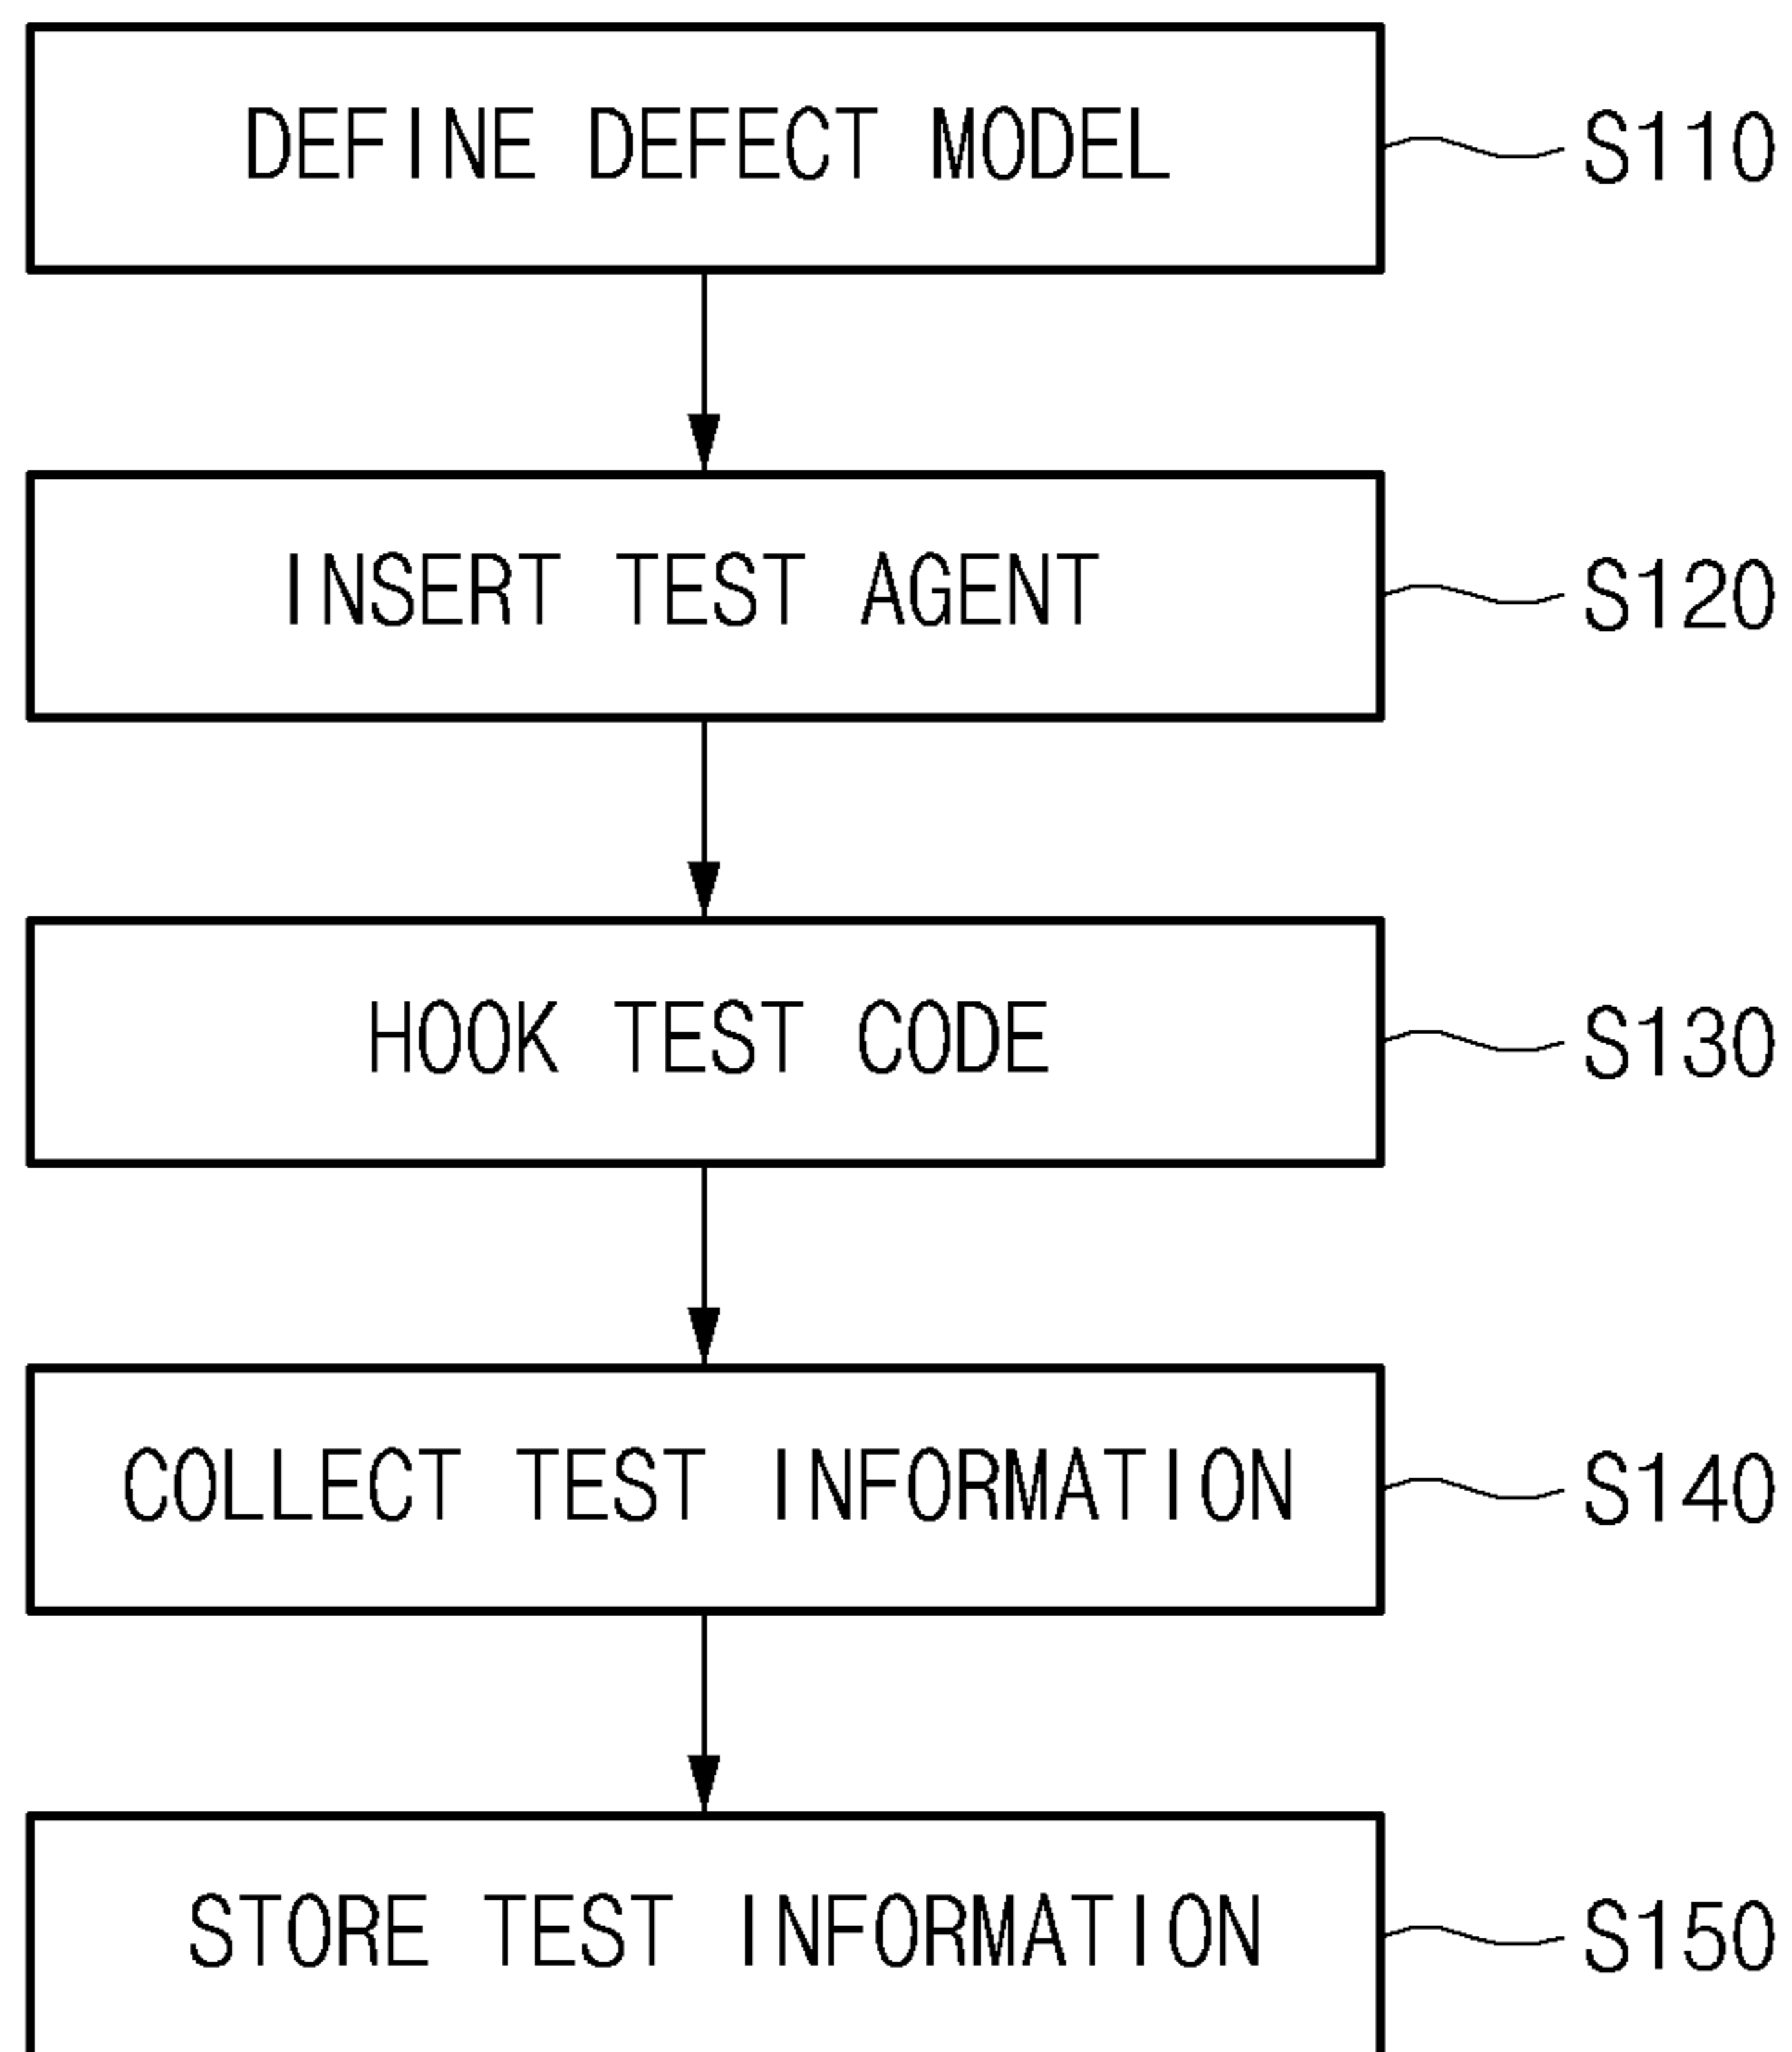 DEFINE DEFECT MODEL S110
INSERT TEST AGENT S120
HOOK TEST CODE S130
COLLECT TEST INFORMATION S140
STORE TEST INFORMATION S150